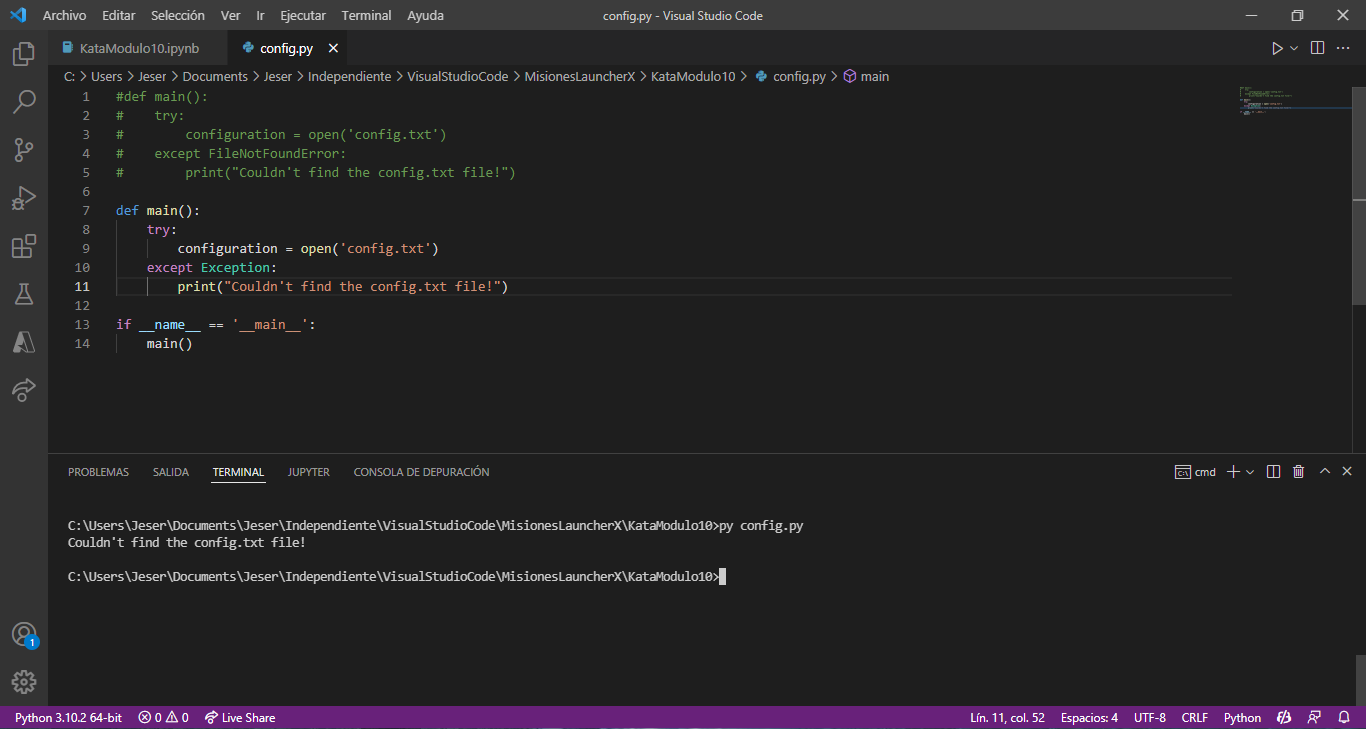 Archivo Editar Selección Ver Ir Ejecutar Terminal Ayuda config.py - Visual Studio Code
KataModulo10.ipynb config.py
C: > Users > Jeser > Documents > Jeser > Independiente > VisualStudioCode > MisionesLauncherX > KataModulo10 > config.py > main
1 #def main():
2 #    try:
3 #        configuration = open('config.txt')
4 #    except FileNotFoundError:
5 #        print("Couldn't find the config.txt file!")
6
7 def main():
8     try:
9         configuration = open('config.txt')
10     except Exception:
11         print("Couldn't find the config.txt file!")
12
13 if __name__ == '__main__':
14     main()
PROBLEMAS SALIDA TERMINAL JUPYTER CONSOLA DE DEPURACIÓN cmd
C:\Users\Jeser\Documents\Jeser\Independiente\VisualStudioCode\MisionesLauncherX\KataModulo10>py config.py
Couldn't find the config.txt file!
C:\Users\Jeser\Documents\Jeser\Independiente\VisualStudioCode\MisionesLauncherX\KataModulo10>
1
Python 3.10.2 64-bit 0 0 Live Share Lín. 11, col. 52 Espacios: 4 UTF-8 CRLF Python